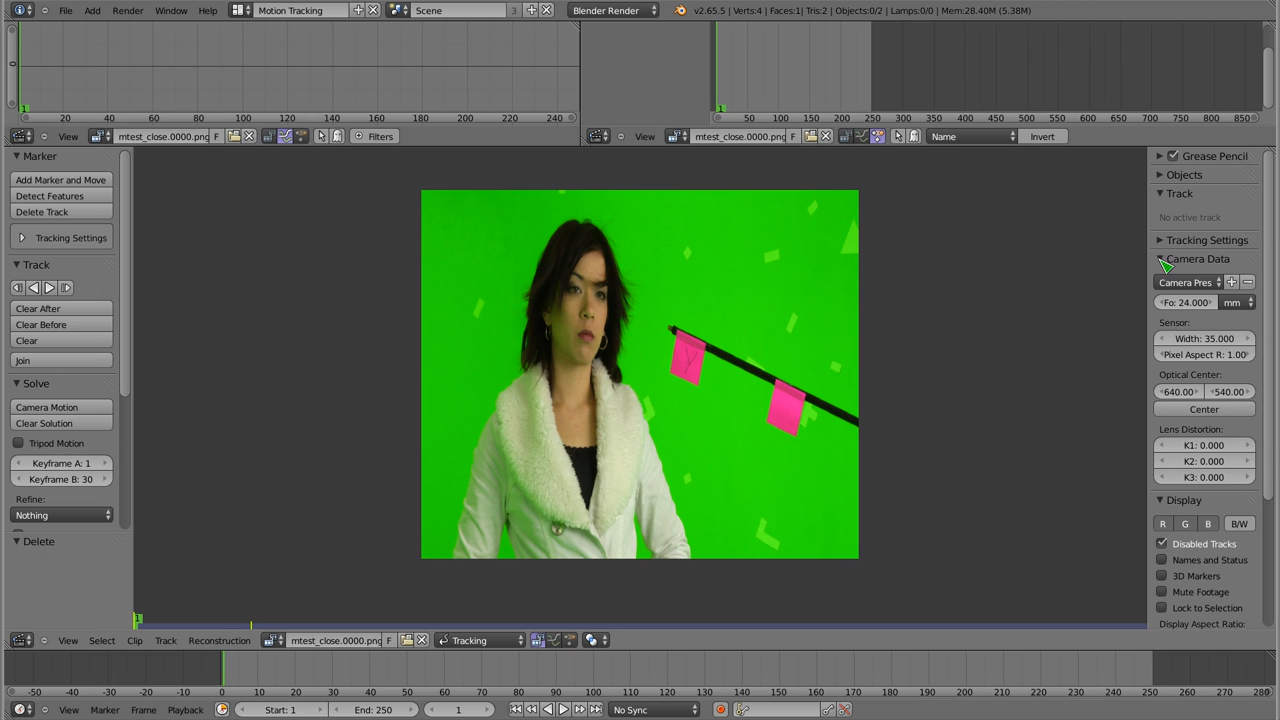 File Add Render Window Help Motion Tracking Scene 3 Blender Render v2.65.5 | Verts:4 | Faces:1| Tris:2 | Objects:0/2 | Lamps:0/0 | Mem:28.40M (5.38M)
0
1
20 40 60 80 100 120 140 160 180 200 220 240
1
50 100 150 200 250 300 350 400 450 500 550 600 650 700 750 800 850
View mtest_close.0000.png F Filters
View mtest_close.0000.png F Name Invert
Marker
Add Marker and Move
Detect Features
Delete Track
Tracking Settings
Track
Clear After
Clear Before
Clear
Join
Solve
Camera Motion
Clear Solution
Tripod Motion
Keyframe A: 1
Keyframe B: 30
Refine:
Nothing
Delete
Y
Grease Pencil
Objects
Track
No active track
Tracking Settings
Camera Data
Camera Pres
Fo: 24.000 mm
Sensor:
Width: 35.000
Pixel Aspect R: 1.00
Optical Center:
640.00 540.00
Center
Lens Distortion:
K1: 0.000
K2: 0.000
K3: 0.000
Display
R G B B/W
Disabled Tracks
Names and Status
3D Markers
Mute Footage
Lock to Selection
Display Aspect Ratio:
1
View Select Clip Track Reconstruction mtest_close.0000.png F Tracking
-50 -40 -30 -20 -10 0 10 20 30 40 50 60 70 80 90 100 110 120 130 140 150 160 170 180 190 200 210 220 230 240 250 260 270 280
View Marker Frame Playback Start: 1 End: 250 1 No Sync